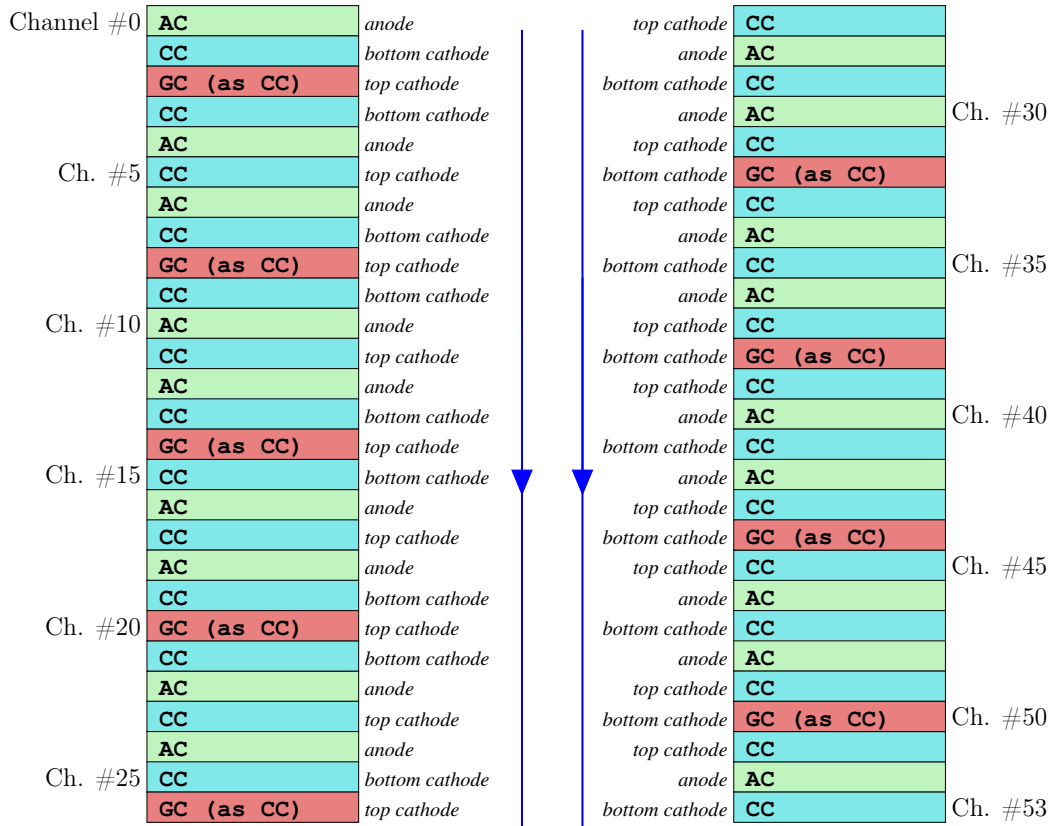 Channel #0 AC anode
CC bottom cathode
GC (as CC) top cathode
CC bottom cathode
AC anode
Ch. #5 CC top cathode
AC anode
CC bottom cathode
GC (as CC) top cathode
CC bottom cathode
Ch. #10 AC anode
CC top cathode
AC anode
CC bottom cathode
GC (as CC) top cathode
Ch. #15 CC bottom cathode
AC anode
CC top cathode
AC anode
CC bottom cathode
Ch. #20 GC (as CC) top cathode
CC bottom cathode
AC anode
CC top cathode
AC anode
Ch. #25 CC bottom cathode
GC (as CC) top cathode
top cathode CC
anode AC
bottom cathode CC
anode AC Ch. #30
top cathode CC
bottom cathode GC (as CC)
top cathode CC
anode AC
bottom cathode CC Ch. #35
anode AC
top cathode CC
bottom cathode GC (as CC)
top cathode CC
anode AC Ch. #40
bottom cathode CC
anode AC
top cathode CC
bottom cathode GC (as CC)
top cathode CC Ch. #45
anode AC
bottom cathode CC
anode AC
top cathode CC
bottom cathode GC (as CC) Ch. #50
top cathode CC
anode AC
bottom cathode CC Ch. #53